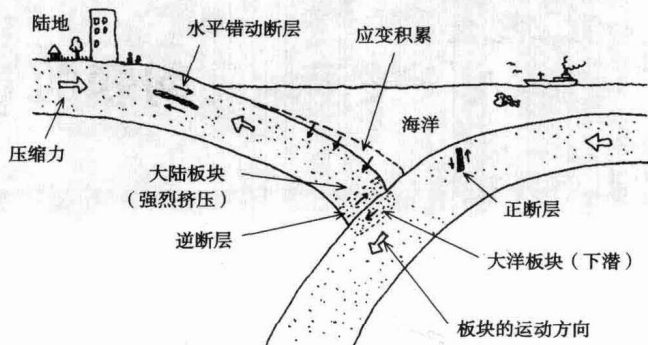 陆地
水平错动断层
应变积累
海洋
压缩力
大陆板块
（强烈挤压）
正断层
逆断层
大洋板块（下潜）
板块的运动方向